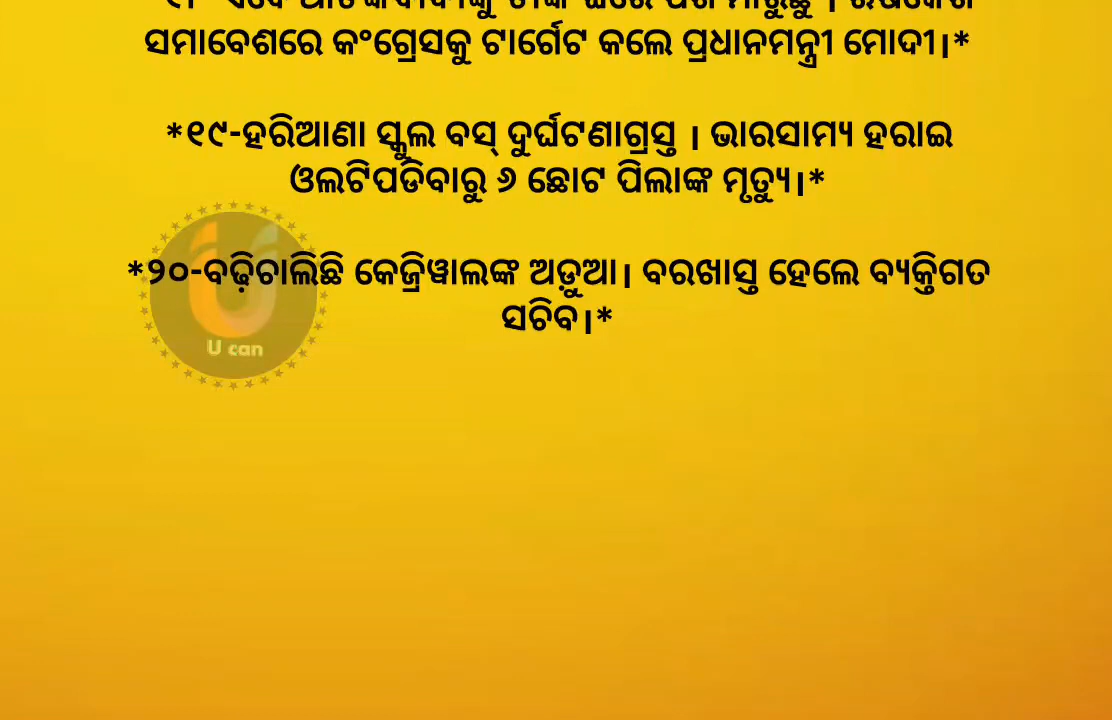 ସମାବେଶରେ କଂଗ୍ରେସକୁ ଟାର୍ଗେଟ କଲେ ପ୍ରଧାନମନ୍ତ୍ରୀ ମୋଦୀ।*
*୧୯-ହରିଆଣା ସ୍କୁଲ ବସ୍ ଦୁର୍ଘଟଣାଗ୍ରସ୍ତ । ଭାରସାମ୍ୟ ହରାଇ
ଓଲଟିପଡିବାରୁ ୬ ଛୋଟ ପିଲାଙ୍କ ମୃତ୍ୟୁ।*
*୨୦-ବଢ଼ିଚାଲିଛି କେଜ୍ରିୱାଲଙ୍କ ଅଡୁଆ। ବରଖାସ୍ତ ହେଲେ ବ୍ୟକ୍ତିଗତ
ସଚିବ।*
U can